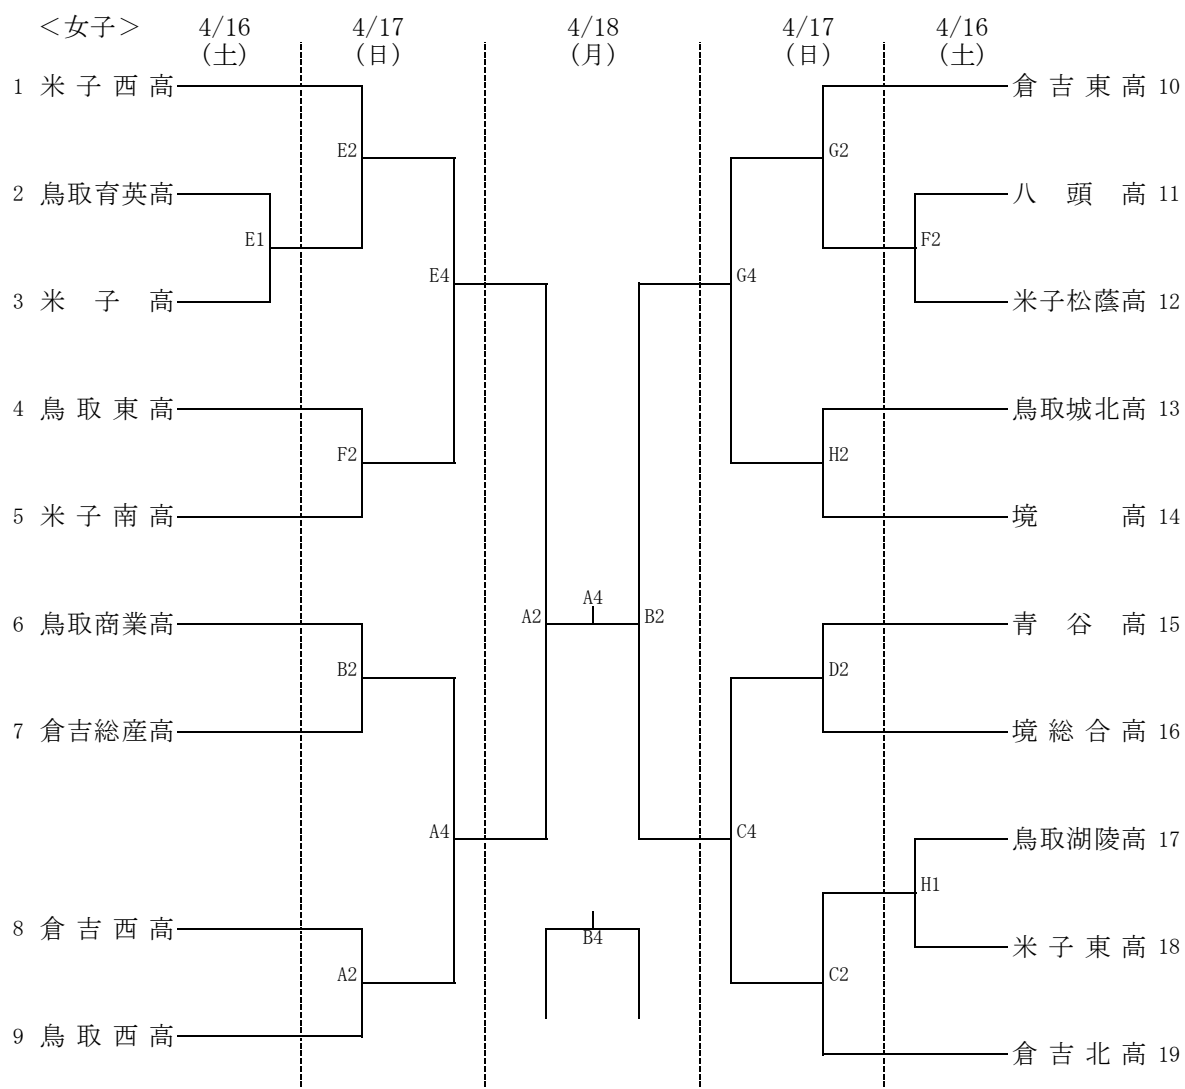 ＜女子＞ 4/16 4/17 4/18 4/17 4/16
（土） （日） （月） （日） （土）
1 米子西高 倉吉東高 10
E2 G2
2 鳥取育英高 八頭高 11
E1 F2
E4 G4
3 米子高 米子松蔭高 12
4 鳥取東高 鳥取城北高 13
F2 H2
5 米子南高 境高 14
A4
A2 B2
6 鳥取商業高 青谷高 15
B2 D2
7 倉吉総産高 境総合高 16
A4 C4
鳥取湖陵高 17
H1
8 倉吉西高
B4
米子東高 18
A2 C2
9 鳥取西高
倉吉北高 19